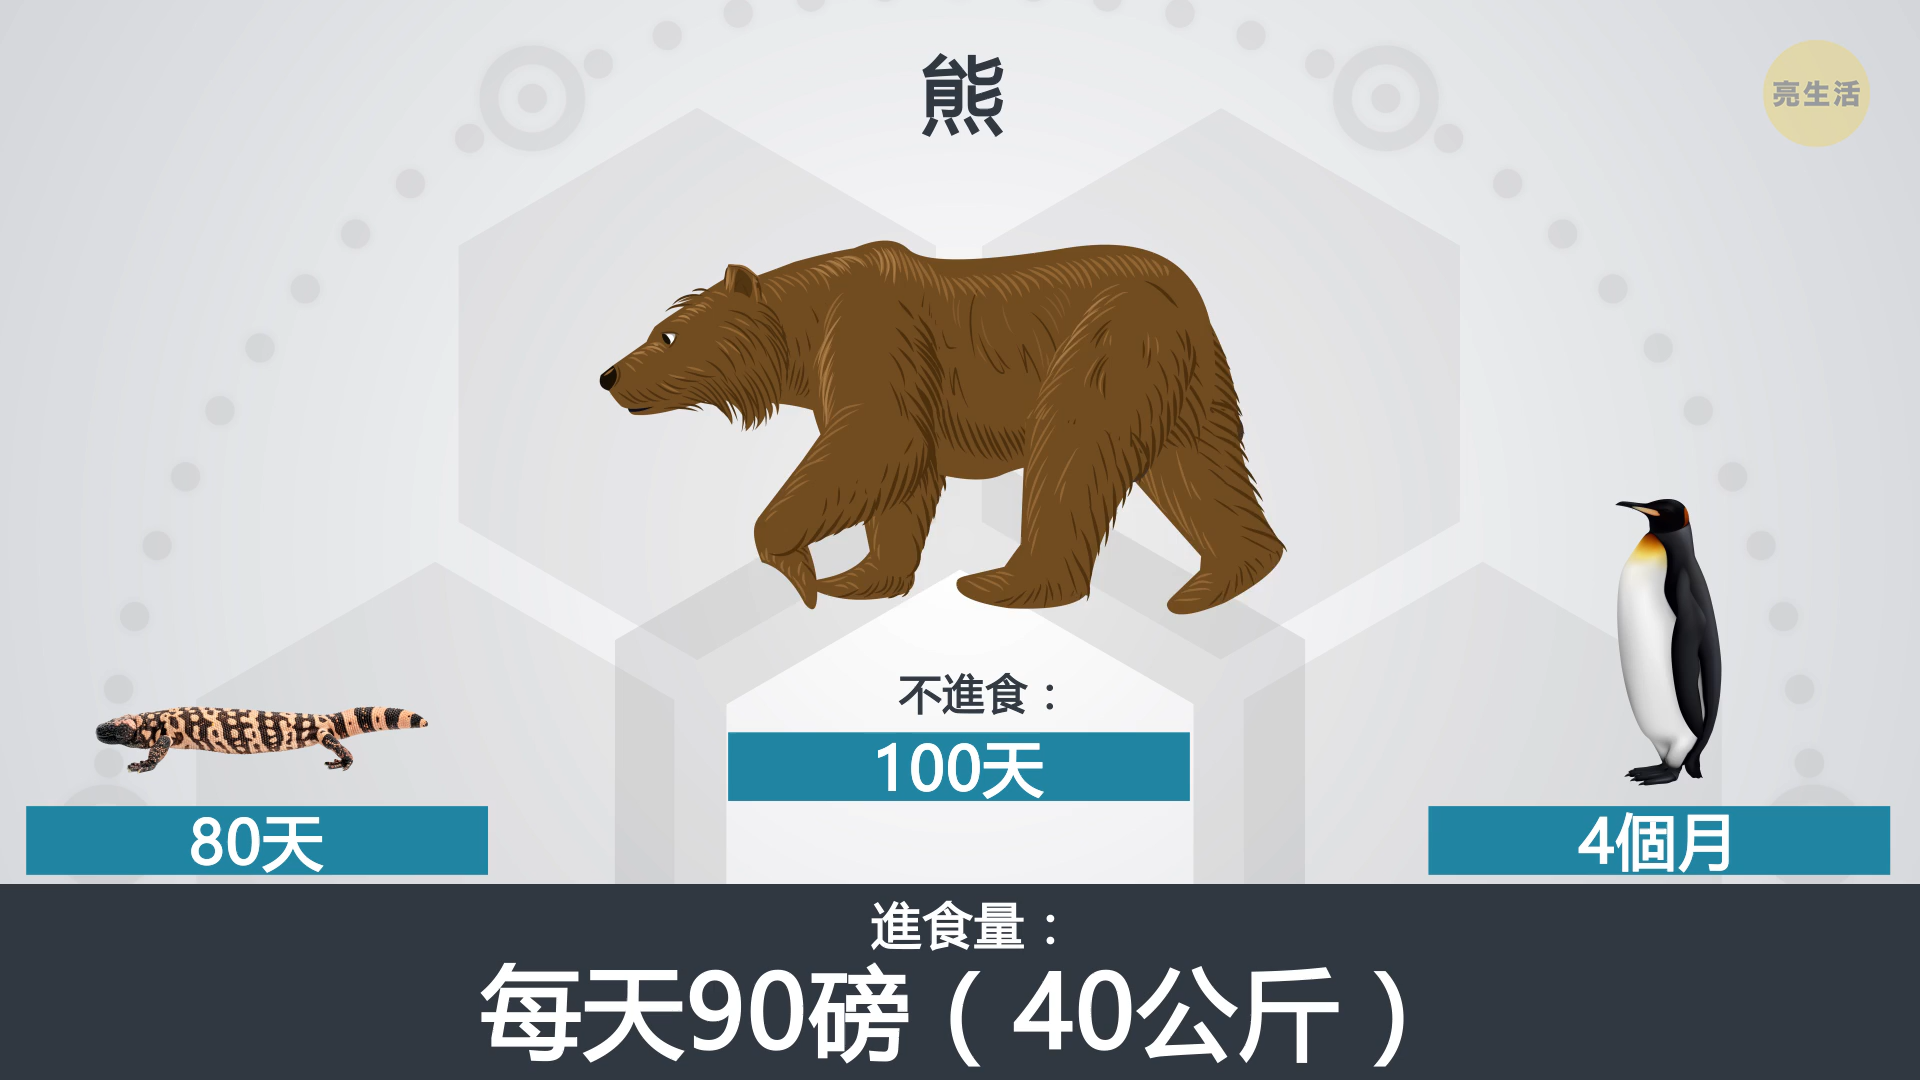 熊
亮生活
不進食：
100天
80天
4個月
進食量：
每天90磅（40公斤）